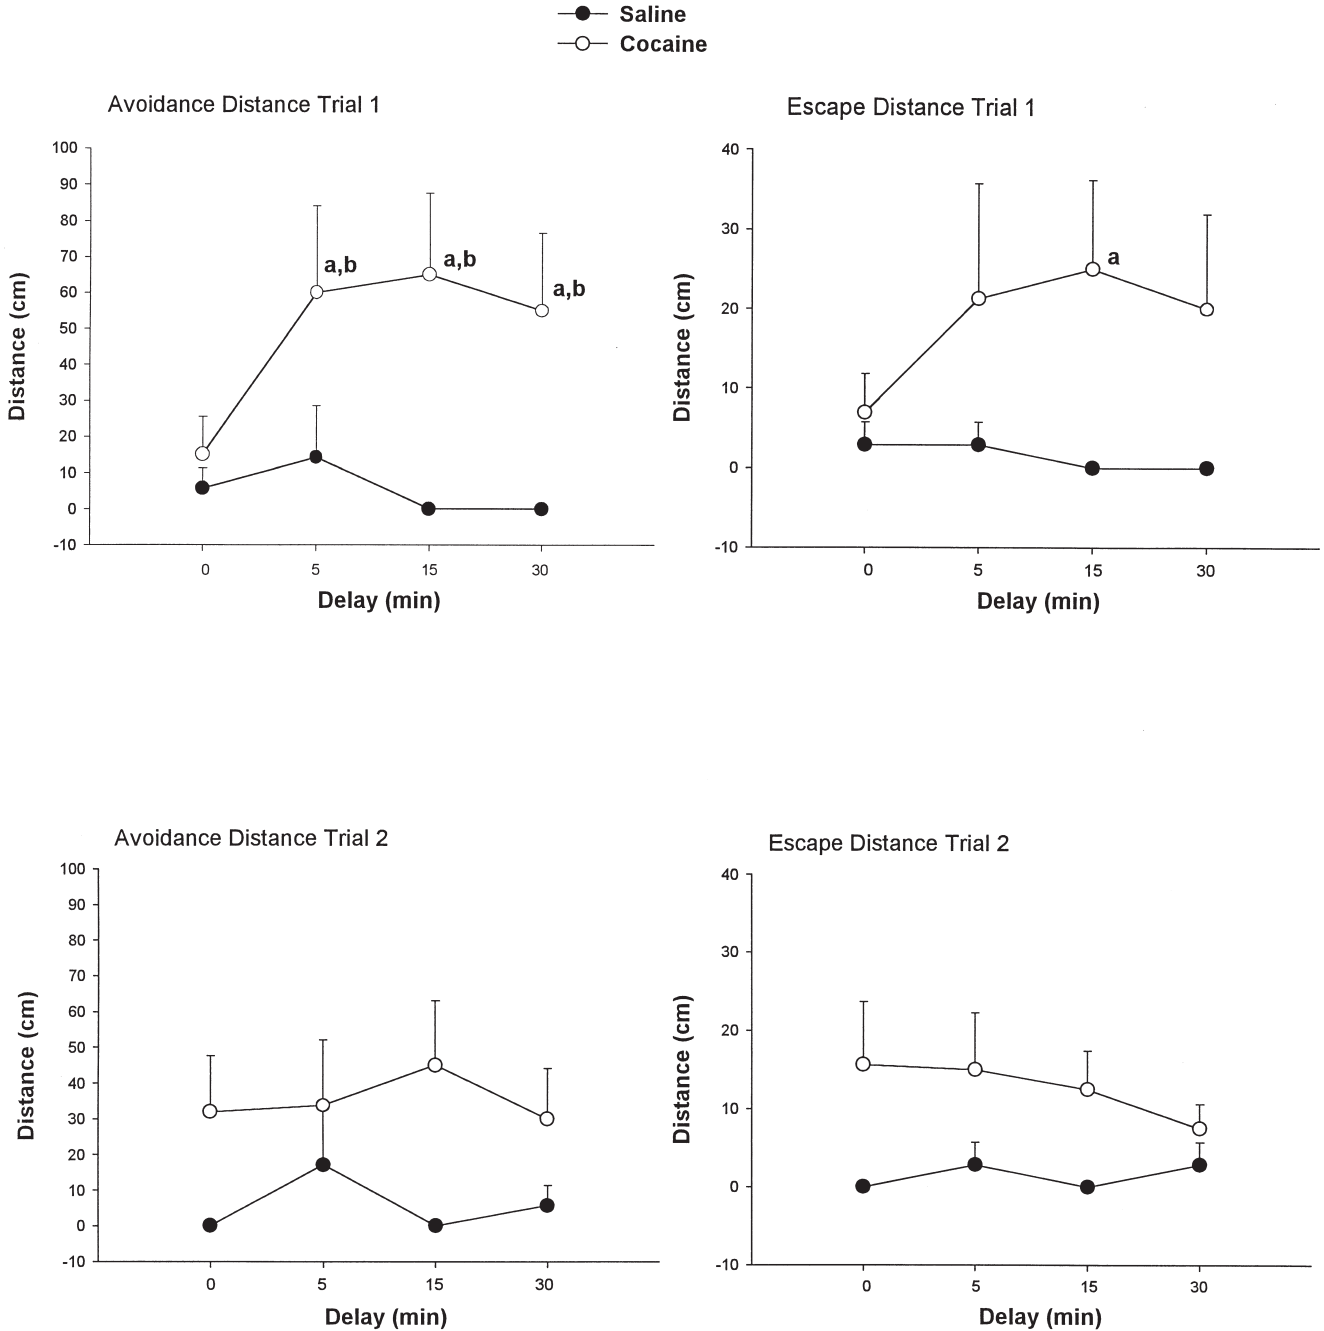 Saline
Cocaine
Avoidance Distance Trial 1
100
90
80
70
60
50
40
30
20
10
0
-10
Distance (cm)
a,b
a,b
a,b
0 5 15 30
Delay (min)
Escape Distance Trial 1
40
30
20
10
0
-10
Distance (cm)
a
0 5 15 30
Delay (min)
Avoidance Distance Trial 2
100
90
80
70
60
50
40
30
20
10
0
-10
Distance (cm)
0 5 15 30
Delay (min)
Escape Distance Trial 2
40
30
20
10
0
-10
Distance (cm)
0 5 15 30
Delay (min)